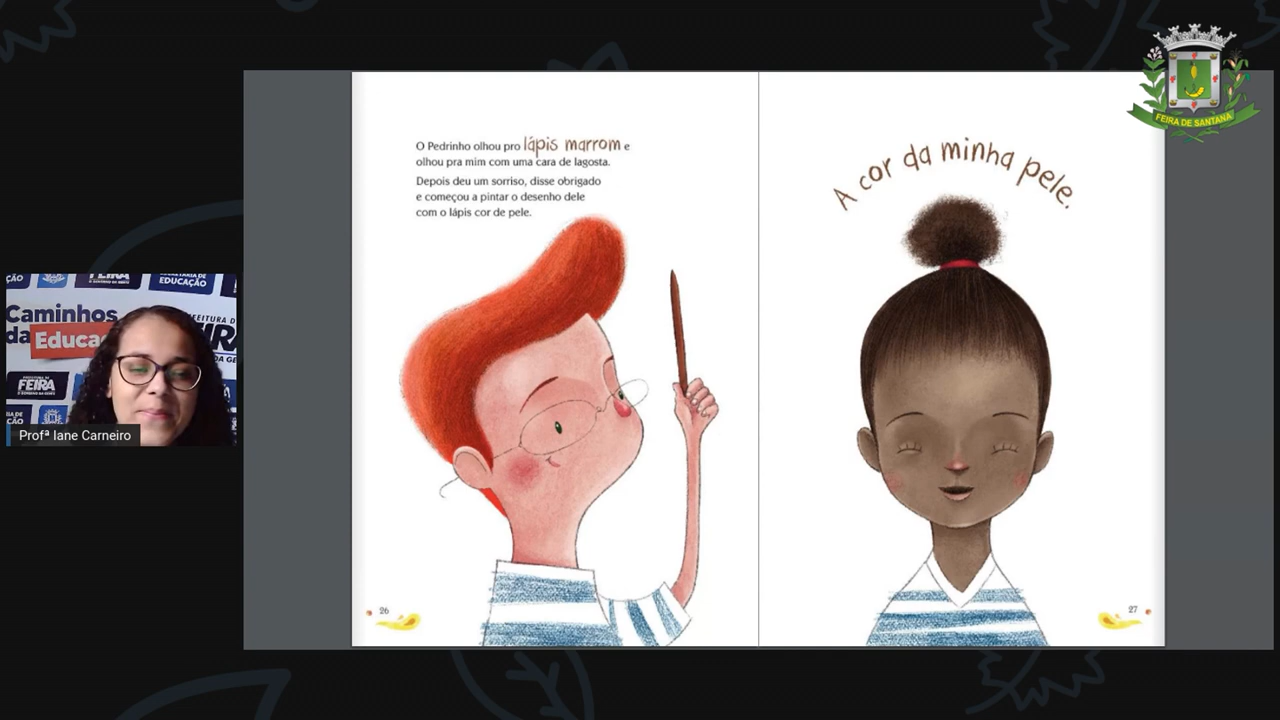 O Pedrinho olhou pro lápis marrom e
olhou pra mim com uma cara de lagosta.
Depois deu um sorriso, disse obrigado
e começou a pintar o desenho dele
com o lápis cor de pele.
A cor da minha pele.
26
27
FEIRA DE SANTANA
EDUCAÇÃO
Caminhos
da Educa
FEIRA
Profª Iane Carneiro